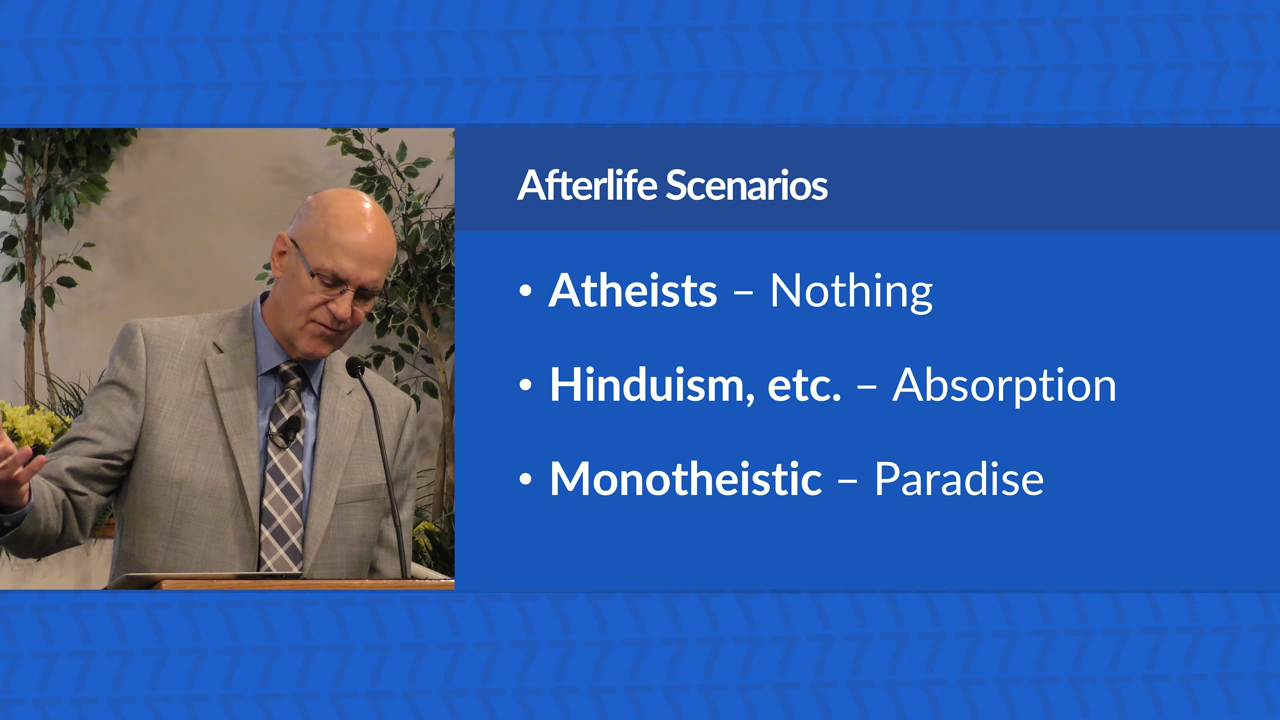 Afterlife Scenarios
• Atheists – Nothing
• Hinduism, etc. – Absorption
• Monotheistic – Paradise